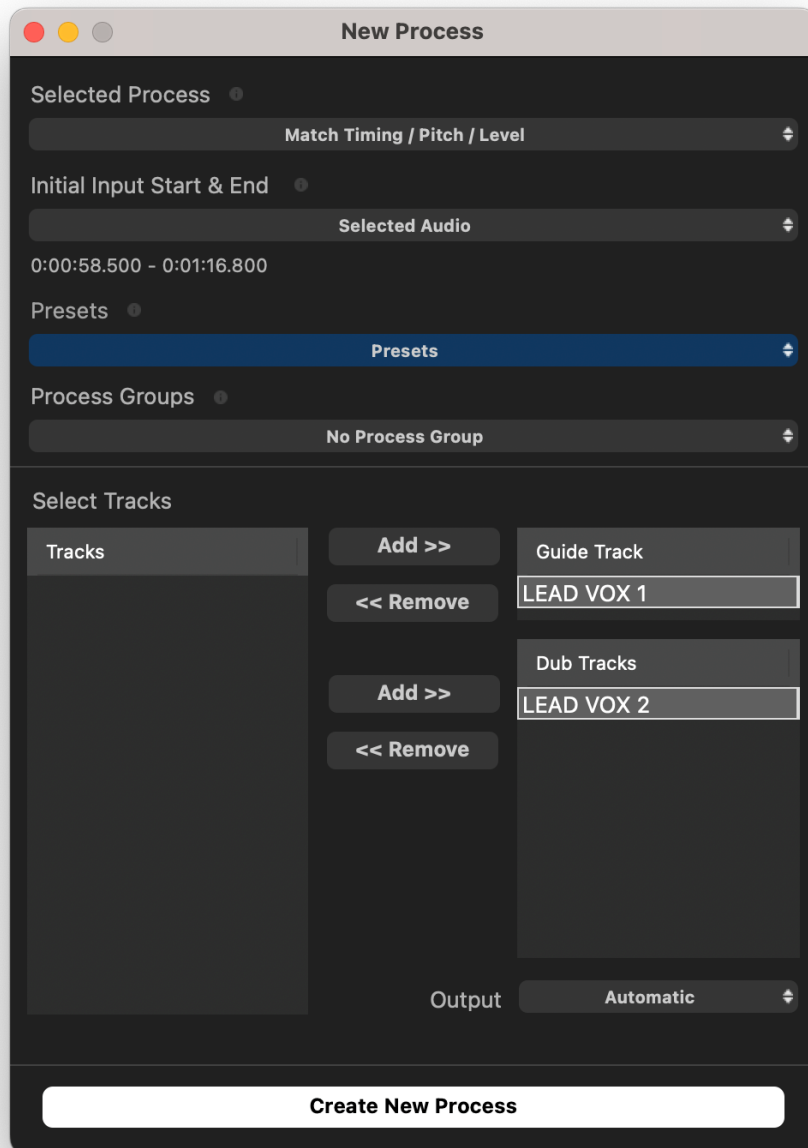 New Process
Selected Process
Match Timing / Pitch / Level
Initial Input Start & End
Selected Audio
0:00:58.500 - 0:01:16.800
Presets
Presets
Process Groups
No Process Group
Select Tracks
Tracks
Add >>
<< Remove
Guide Track
LEAD VOX 1
Add >>
<< Remove
Dub Tracks
LEAD VOX 2
Output
Automatic
Create New Process